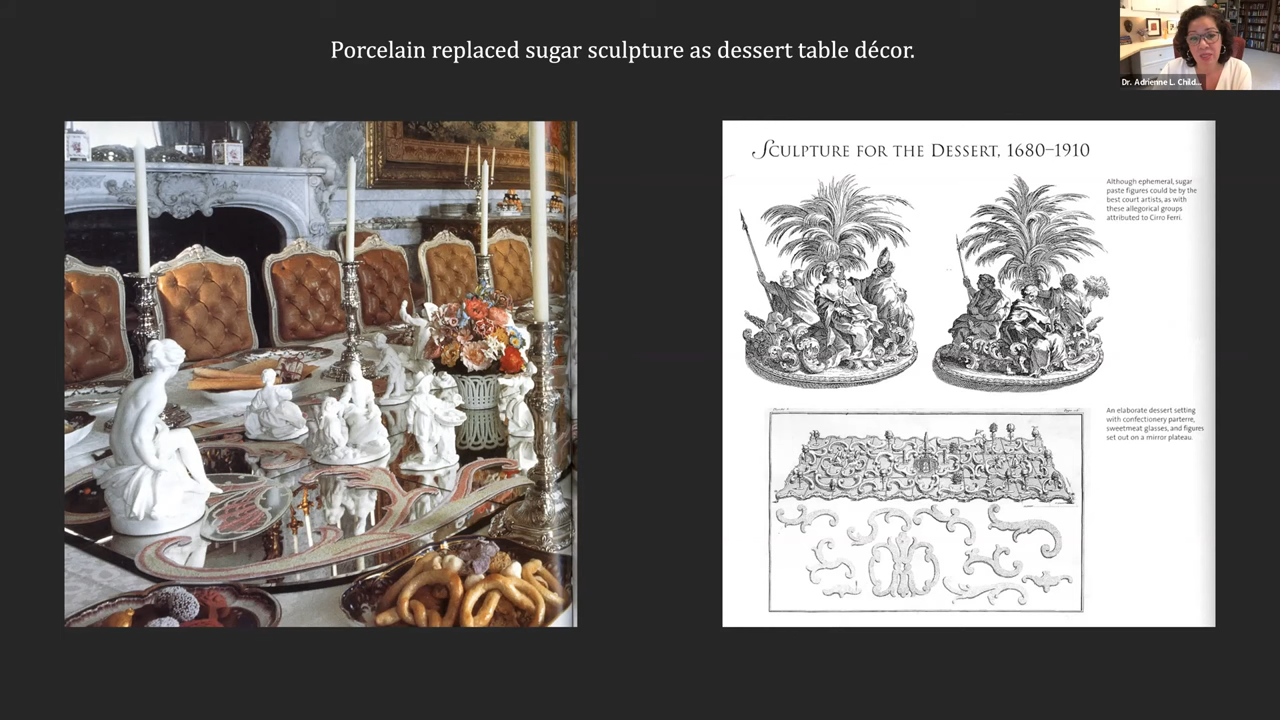 Porcelain replaced sugar sculpture as dessert table décor.
Dr. Adrienne L. Child...
SCULPTURE FOR THE DESSERT, 1680–1910
Although ephemeral, sugar
paste figures could be by the
best court artists, as with
these allegorical groups
attributed to Cirro Ferri.
An elaborate dessert setting
with confectionery parterre,
sweetmeat glasses, and figures
set out on a mirror plateau.